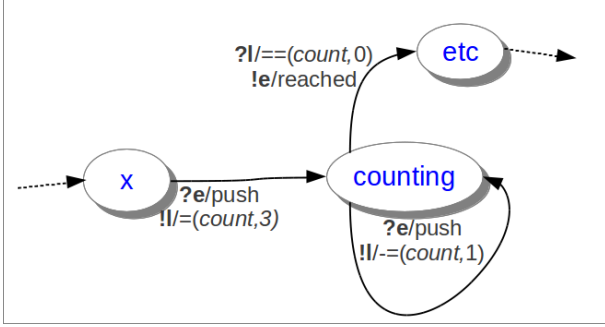 ?l/==(count,0)
!e/reached
etc
x
?e/push
!l/=(count,3)
counting
?e/push
!l/-=(count,1)